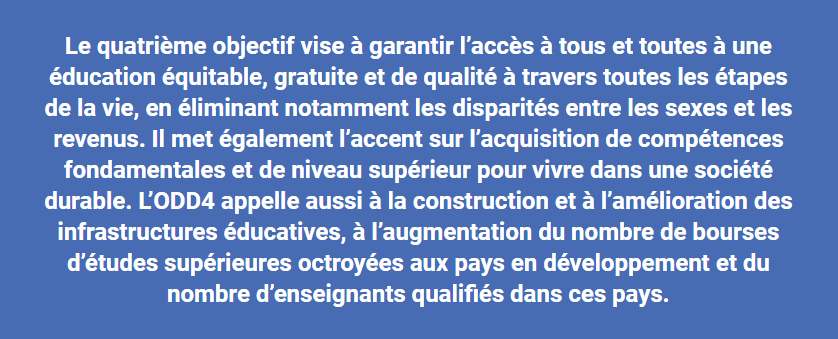 Le quatrième objectif vise à garantir l’accès à tous et toutes à une
éducation équitable, gratuite et de qualité à travers toutes les étapes
de la vie, en éliminant notamment les disparités entre les sexes et les
revenus. Il met également l’accent sur l’acquisition de compétences
fondamentales et de niveau supérieur pour vivre dans une société
durable. L’ODD4 appelle aussi à la construction et à l’amélioration des
infrastructures éducatives, à l’augmentation du nombre de bourses
d’études supérieures octroyées aux pays en développement et du
nombre d’enseignants qualifiés dans ces pays.